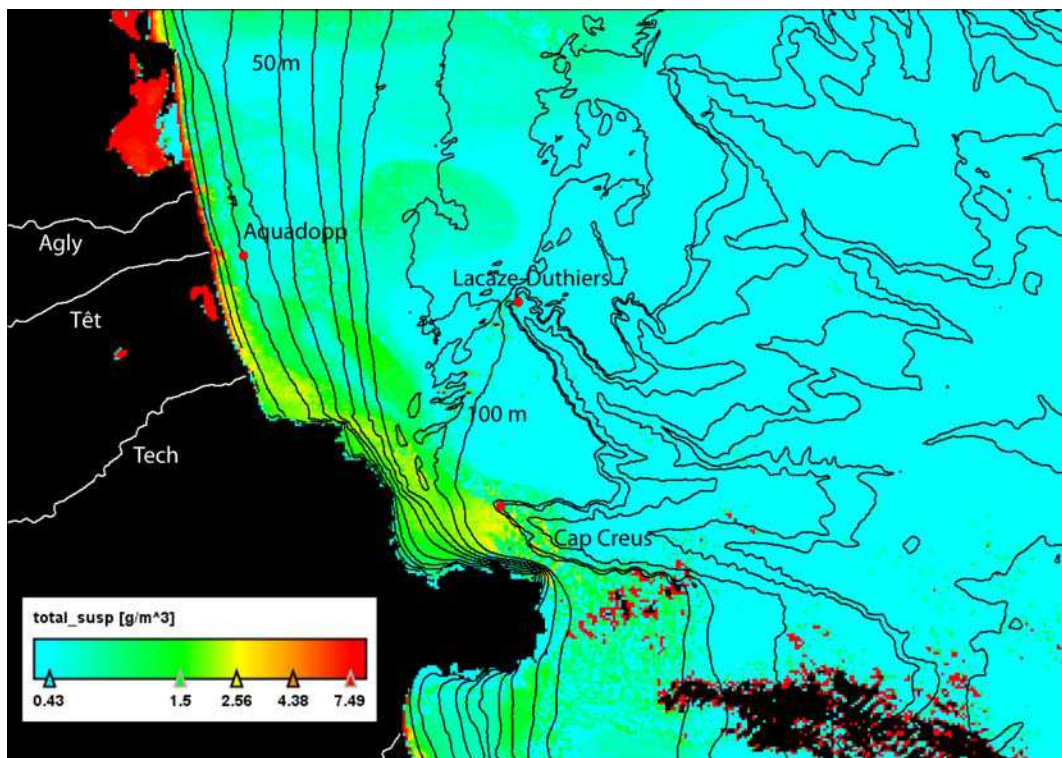 50 m
Agly
Aquadopp
Lacaze-Duthiers
Têt
100 m
Tech
Cap Creus
total_susp [g/m^3]
0.43 1.5 2.56 4.38 7.49